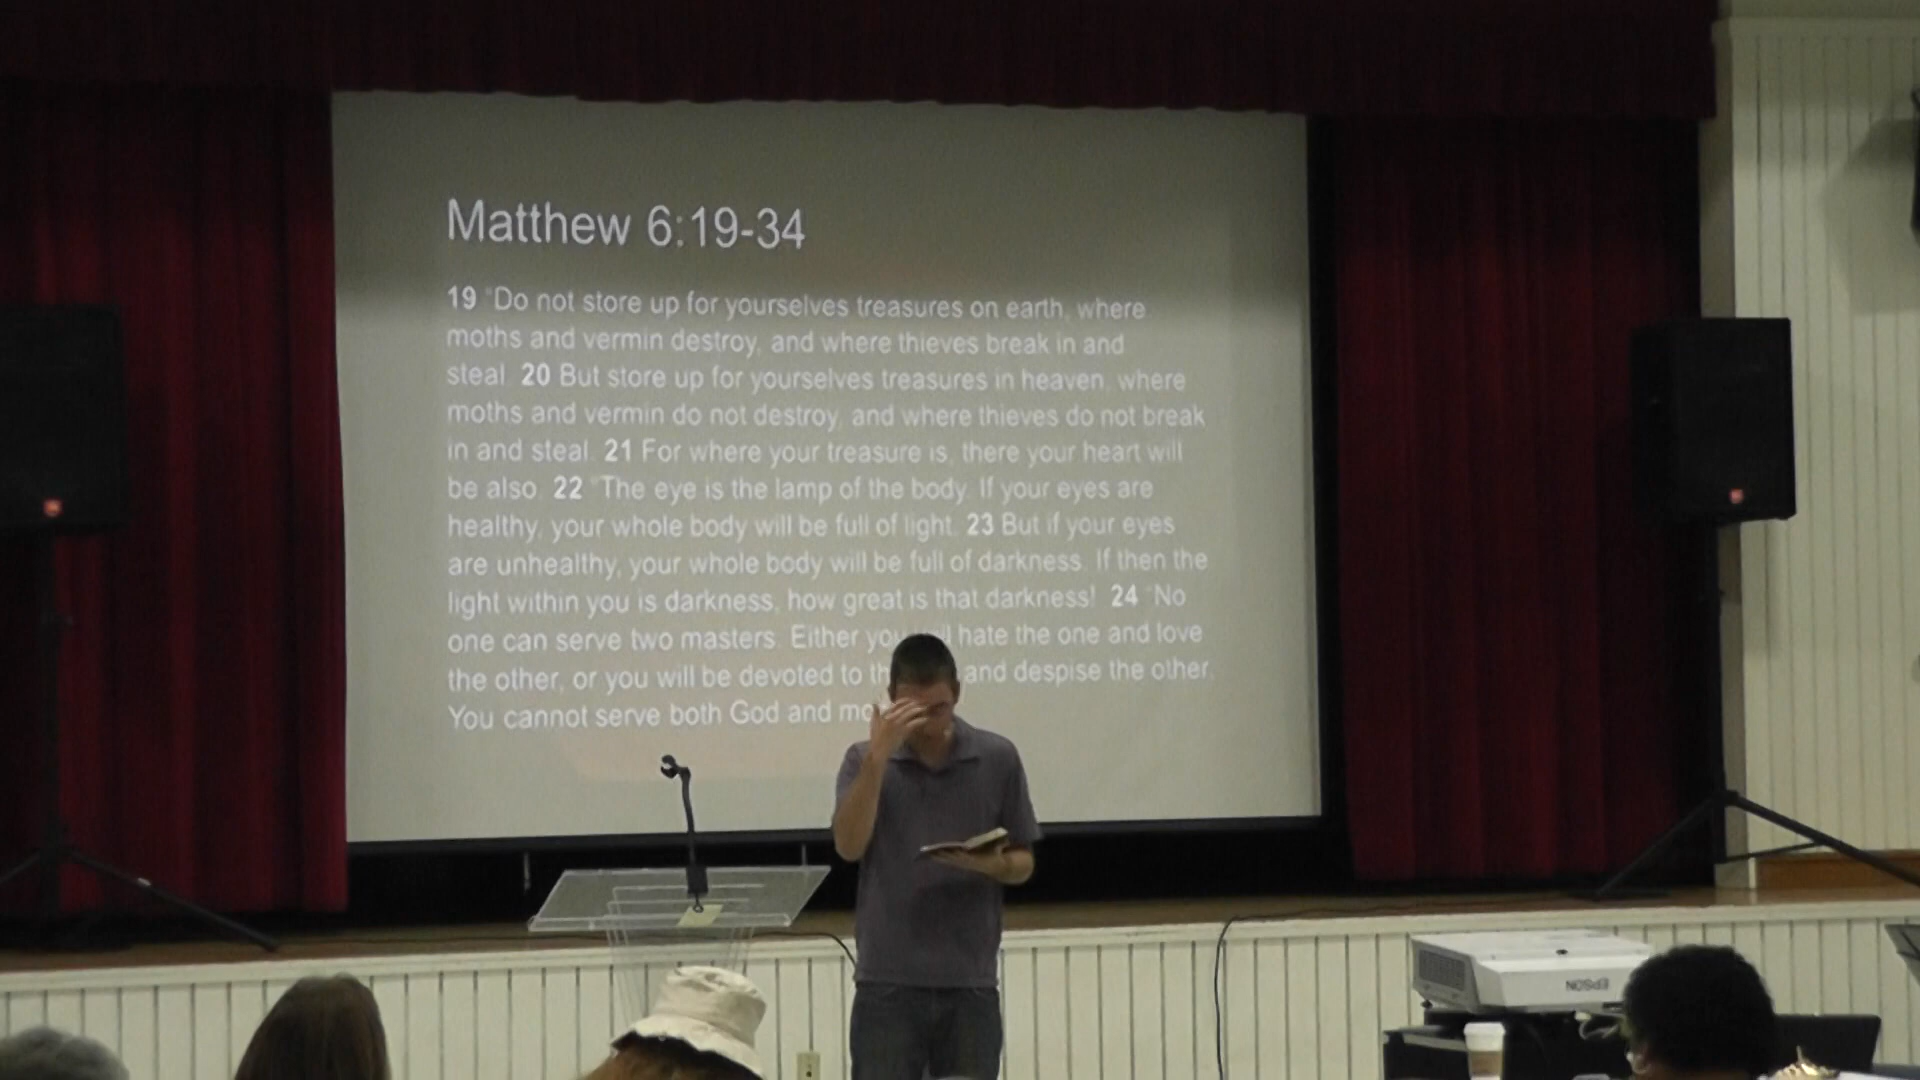 Matthew 6:19-34
19 "Do not store up for yourselves treasures on earth, where
moths and vermin destroy, and where thieves break in and
steal. 20 But store up for yourselves treasures in heaven, where
moths and vermin do not destroy, and where thieves do not break
in and steal. 21 For where your treasure is, there your heart will
be also. 22 "The eye is the lamp of the body. If your eyes are
healthy, your whole body will be full of light. 23 But if your eyes
are unhealthy, your whole body will be full of darkness. If then the
light within you is darkness, how great is that darkness! 24 "No
one can serve two masters. Either you hate the one and love
the other, or you will be devoted to and despise the other.
You cannot serve both God and
EPSON